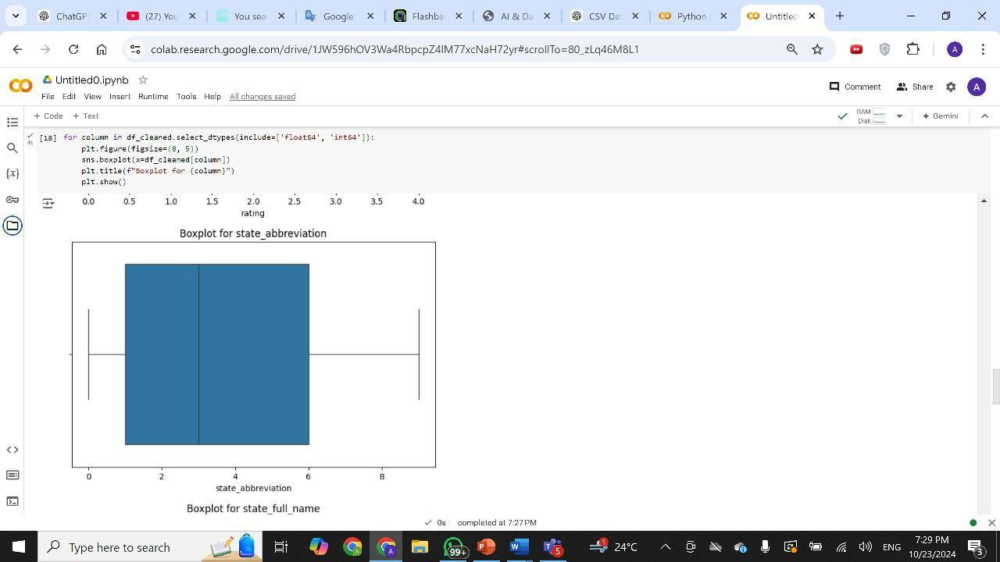 ChatGP
(27) You
You sea
Google
Flashba
AI & Da
CSV Dat
Python
Untitled
colab.research.google.com/drive/1JW596hOV3Wa4RbpcpZ4lM77xcNaH72yr#scrollTo=80_zLq46M8L1
A
Untitled0.ipynb
Comment
Share
A
File Edit View Insert Runtime Tools Help All changes saved
+ Code + Text
RAM
Disk
Gemini
4s
[18] for column in df_cleaned.select_dtypes(include=['float64', 'int64']):
plt.figure(figsize=(8, 5))
sns.boxplot(x=df_cleaned[column])
plt.title(f"Boxplot for {column}")
plt.show()
{x}
0.0 0.5 1.0 1.5 2.0 2.5 3.0 3.5 4.0
rating
Boxplot for state_abbreviation
0 2 4 6 8
state_abbreviation
Boxplot for state_full_name
0s completed at 7:27 PM
Type here to search
99+
5
1
24°C
ENG
7:29 PM
10/23/2024
3